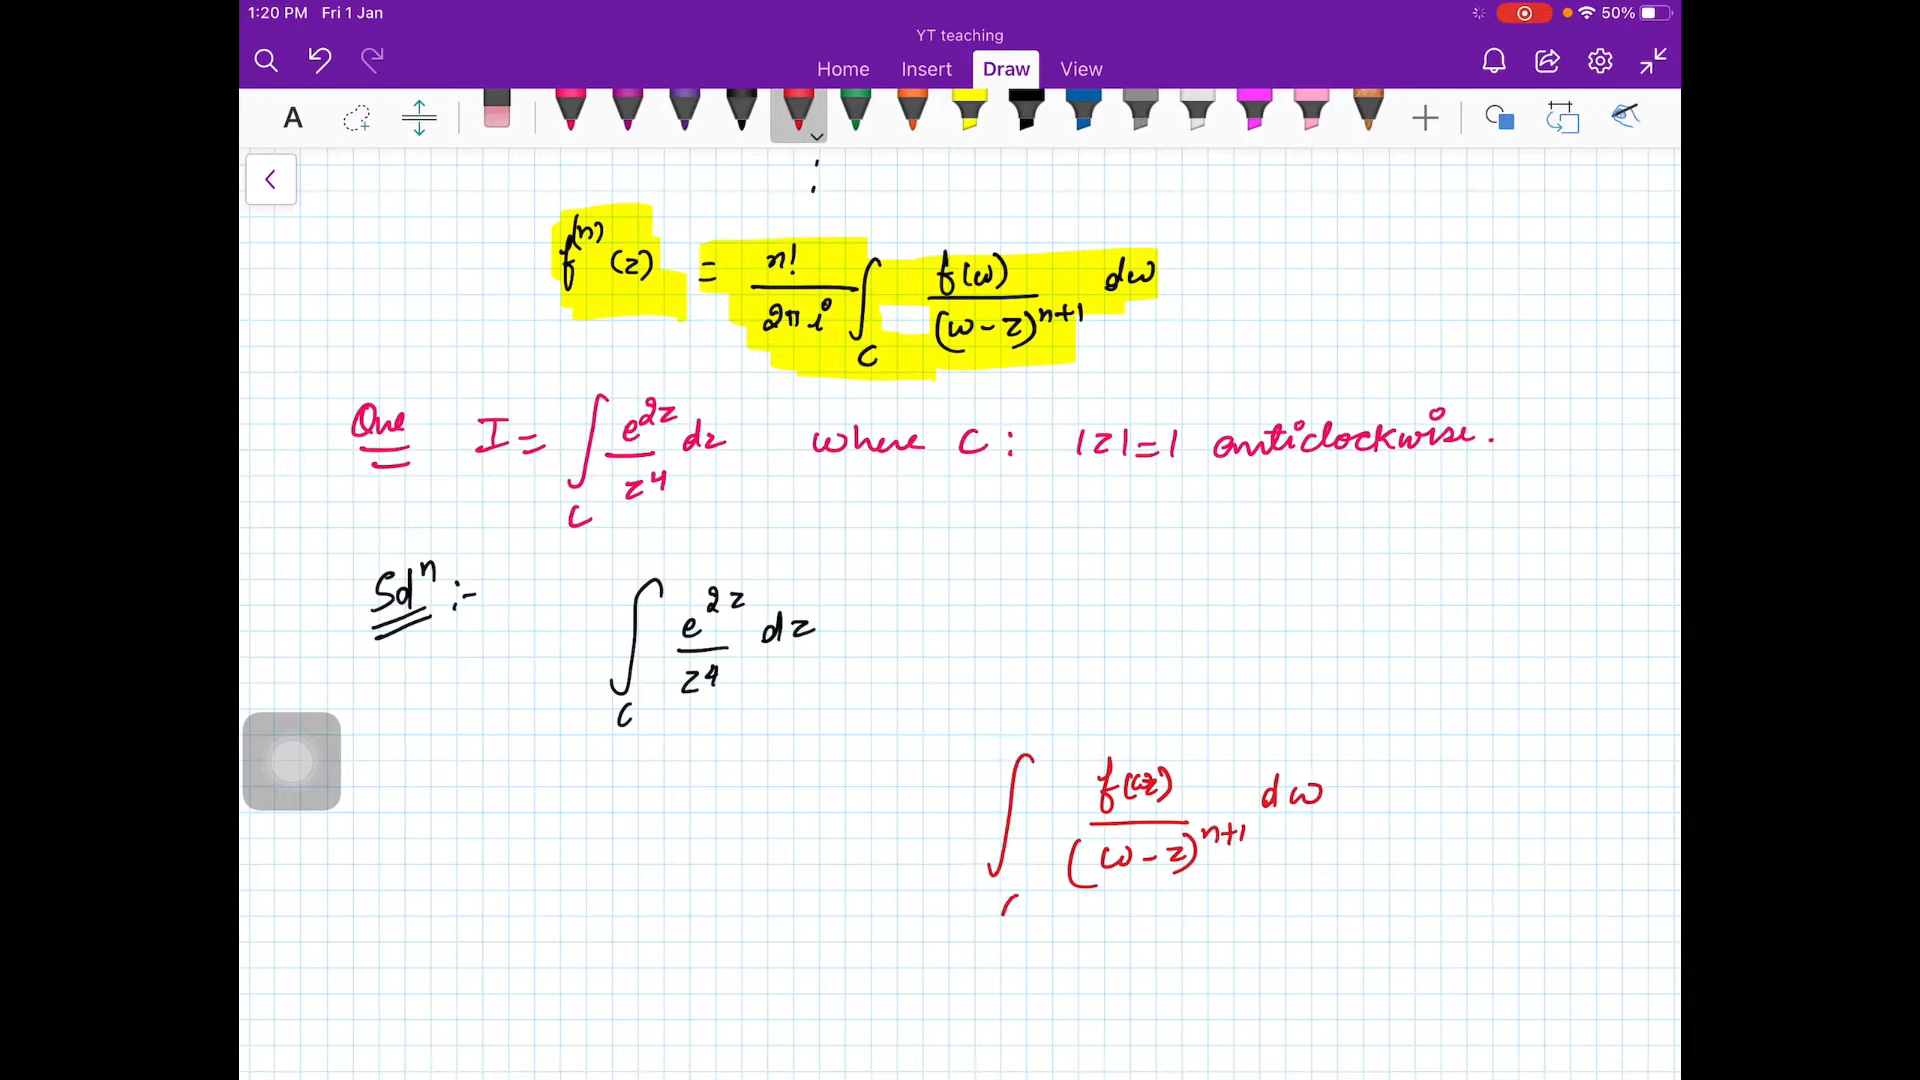 1:20 PM Fri 1 Jan 50%
YT teaching
Home Insert Draw View
A
⋮
f^(n) (z) = n!/2πi ∫_C f(ω)/(ω-z)^n+1 dω
Que I = ∫_C e^2z/z^4 dz where C : |z|=1 anticlockwise.
Sol^n :- ∫_C e^2z/z^4 dz
∫ f(ωz)/(ω-z)^n+1 dω